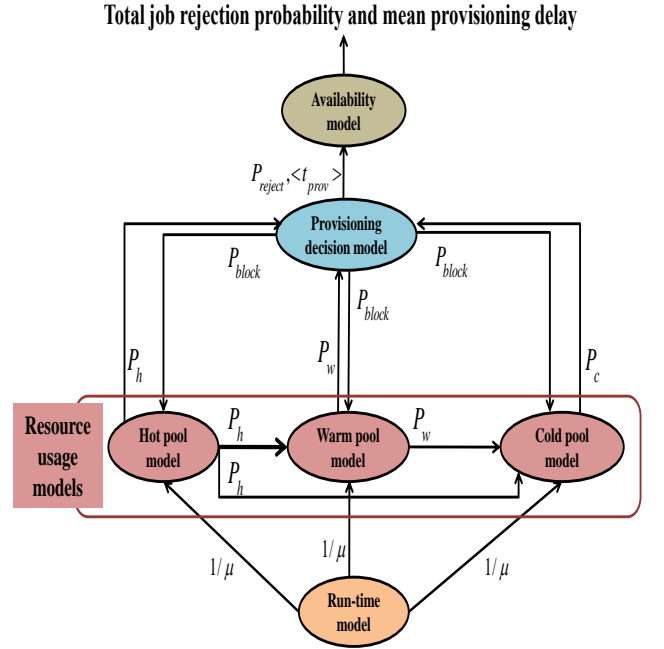 Total job rejection probability and mean provisioning delay
Availability
model
P_reject, <t_prov>
Provisioning
decision model
P_block
P_block
P_block
P_h
P_w
P_c
Resource
usage
models
Hot pool
model
P_h
P_h
Warm pool
model
P_w
Cold pool
model
1/μ
1/μ
1/μ
Run-time
model